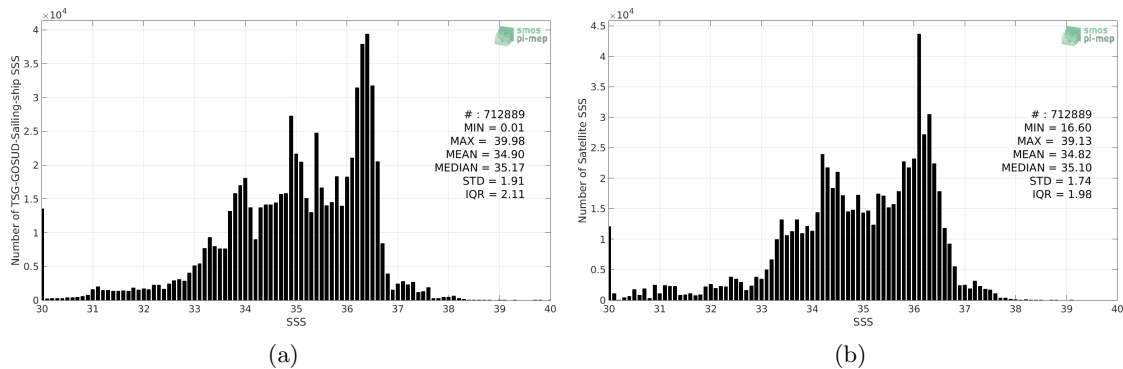 ×10⁴
4
3.5
3
2.5
2
1.5
1
0.5
0
30 31 32 33 34 35 36 37 38 39 40
SSS
Number of TSG-GOSUD-Sailing-ship SSS
smos
pi-mep
# : 712889
MIN = 0.01
MAX = 39.98
MEAN = 34.90
MEDIAN = 35.17
STD = 1.91
IQR = 2.11
(a)
×10⁴
4.5
4
3.5
3
2.5
2
1.5
1
0.5
0
30 31 32 33 34 35 36 37 38 39 40
SSS
Number of Satellite SSS
smos
pi-mep
# : 712889
MIN = 16.60
MAX = 39.13
MEAN = 34.82
MEDIAN = 35.10
STD = 1.74
IQR = 1.98
(b)